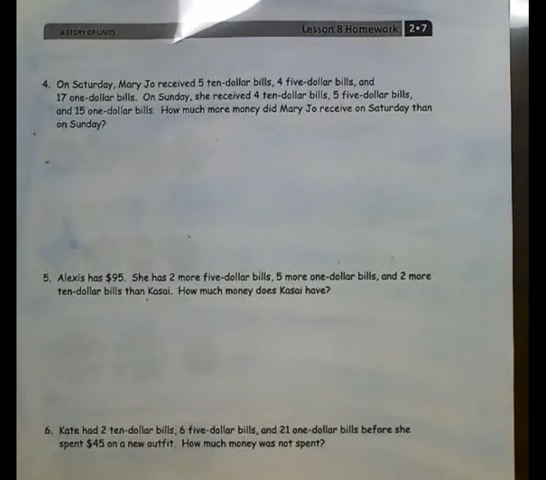 A STORY OF UNITS
Lesson 8 Homework 2•7
4. On Saturday, Mary Jo received 5 ten-dollar bills, 4 five-dollar bills, and
17 one-dollar bills. On Sunday, she received 4 ten-dollar bills, 5 five-dollar bills,
and 15 one-dollar bills. How much more money did Mary Jo receive on Saturday than
on Sunday?
5. Alexis has $95. She has 2 more five-dollar bills, 5 more one-dollar bills, and 2 more
ten-dollar bills than Kasai. How much money does Kasai have?
6. Kate had 2 ten-dollar bills, 6 five-dollar bills, and 21 one-dollar bills before she
spent $45 on a new outfit. How much money was not spent?